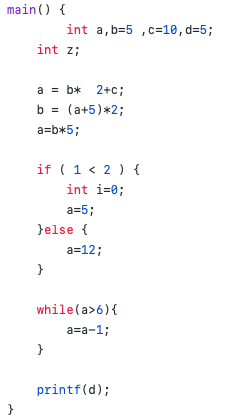 main() {
        int a,b=5 ,c=10,d=5;
    int z;

    a = b*  2+c;
    b = (a+5)*2;
    a=b*5;

    if ( 1 < 2 ) {
        int i=0;
        a=5;
    }else {
        a=12;
    }

    while(a>6){
        a=a-1;
    }

    printf(d);
}